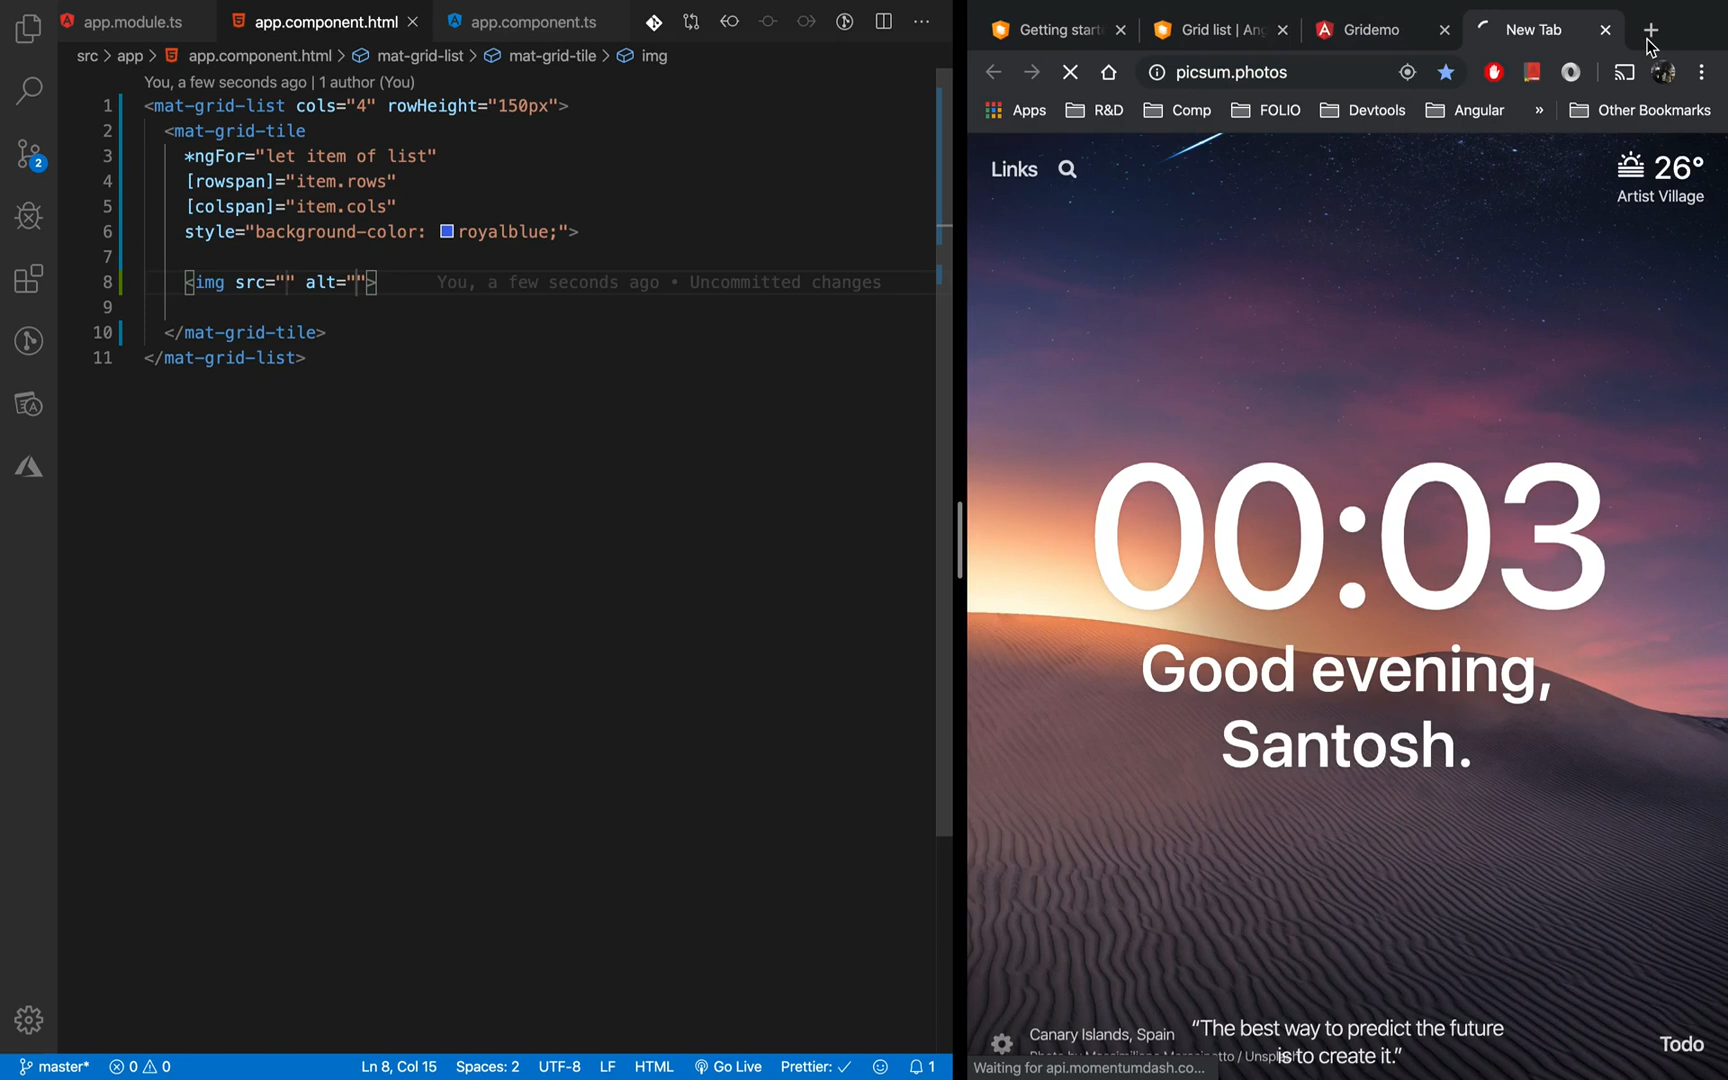 app.module.ts
app.component.html
app.component.ts
src > app > app.component.html > mat-grid-list > mat-grid-tile > img
You, a few seconds ago | 1 author (You)
1 <mat-grid-list cols="4" rowHeight="150px">
2 <mat-grid-tile
3 *ngFor="let item of list"
4 [rowspan]="item.rows"
5 [colspan]="item.cols"
6 style="background-color: royalblue;">
7
8 <img src="" alt=""> You, a few seconds ago • Uncommitted changes
9
10 </mat-grid-tile>
11 </mat-grid-list>
2
master* 0 0 Ln 8, Col 15 Spaces: 2 UTF-8 LF HTML Go Live Prettier: ✓ 1
Getting start
Grid list | Ang
Gridemo
New Tab
picsum.photos
Apps R&D Comp FOLIO Devtools Angular » Other Bookmarks
Links
26°
Artist Village
00:03
Good evening,
Santosh.
Canary Islands, Spain
“The best way to predict the future
is to create it.”
Todo
Waiting for api.momentumdash.co...